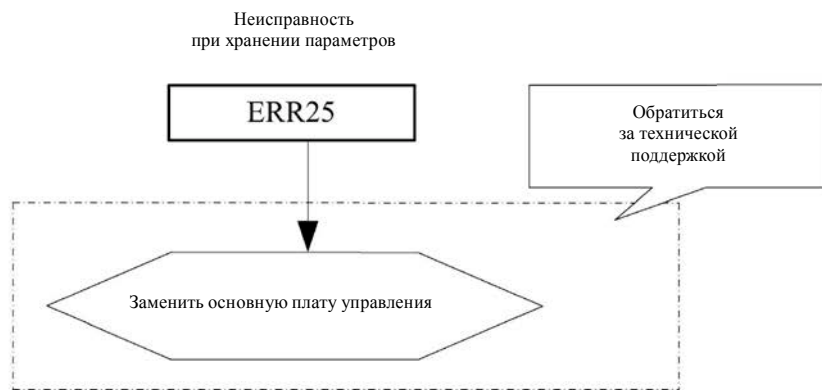 Неисправность
при хранении параметров
ERR25
Обратиться
за технической
поддержкой
Заменить основную плату управления